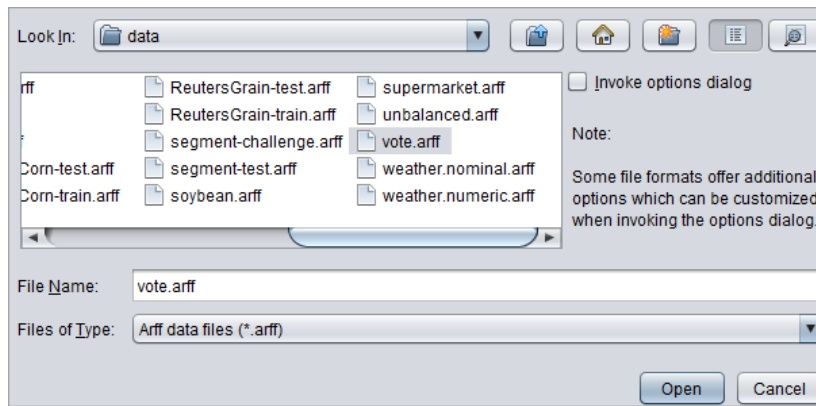 Look In: data
rff ReutersGrain-test.arff supermarket.arff
ReutersGrain-train.arff unbalanced.arff
segment-challenge.arff vote.arff
Corn-test.arff segment-test.arff weather.nominal.arff
Corn-train.arff soybean.arff weather.numeric.arff
Invoke options dialog
Note:
Some file formats offer additional
options which can be customized
when invoking the options dialog.
File Name: vote.arff
Files of Type: Arff data files (*.arff)
Open Cancel